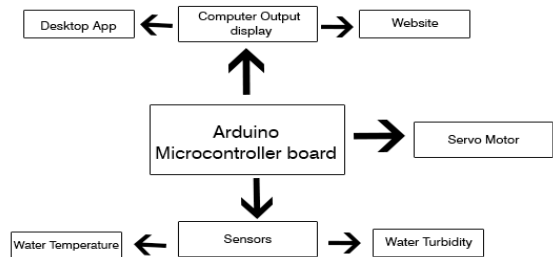 Desktop App
Computer Output
display
Website
Arduino
Microcontroller board
Servo Motor
Water Temperature
Sensors
Water Turbidity